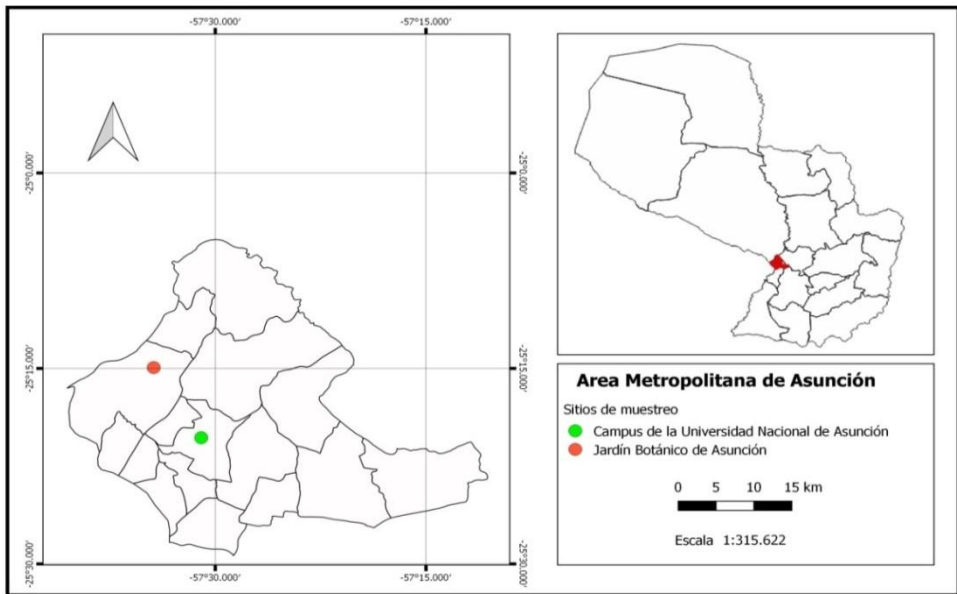 -57°30.000'
-57°15.000'
-25°0.000'
-25°0.000'
-25°15.000'
-25°15.000'
-25°30.000'
-25°30.000'
-57°30.000'
-57°15.000'
Area Metropolitana de Asunción
Sitios de muestreo
Campus de la Universidad Nacional de Asunción
Jardín Botánico de Asunción
0 5 10 15 km
Escala 1:315.622